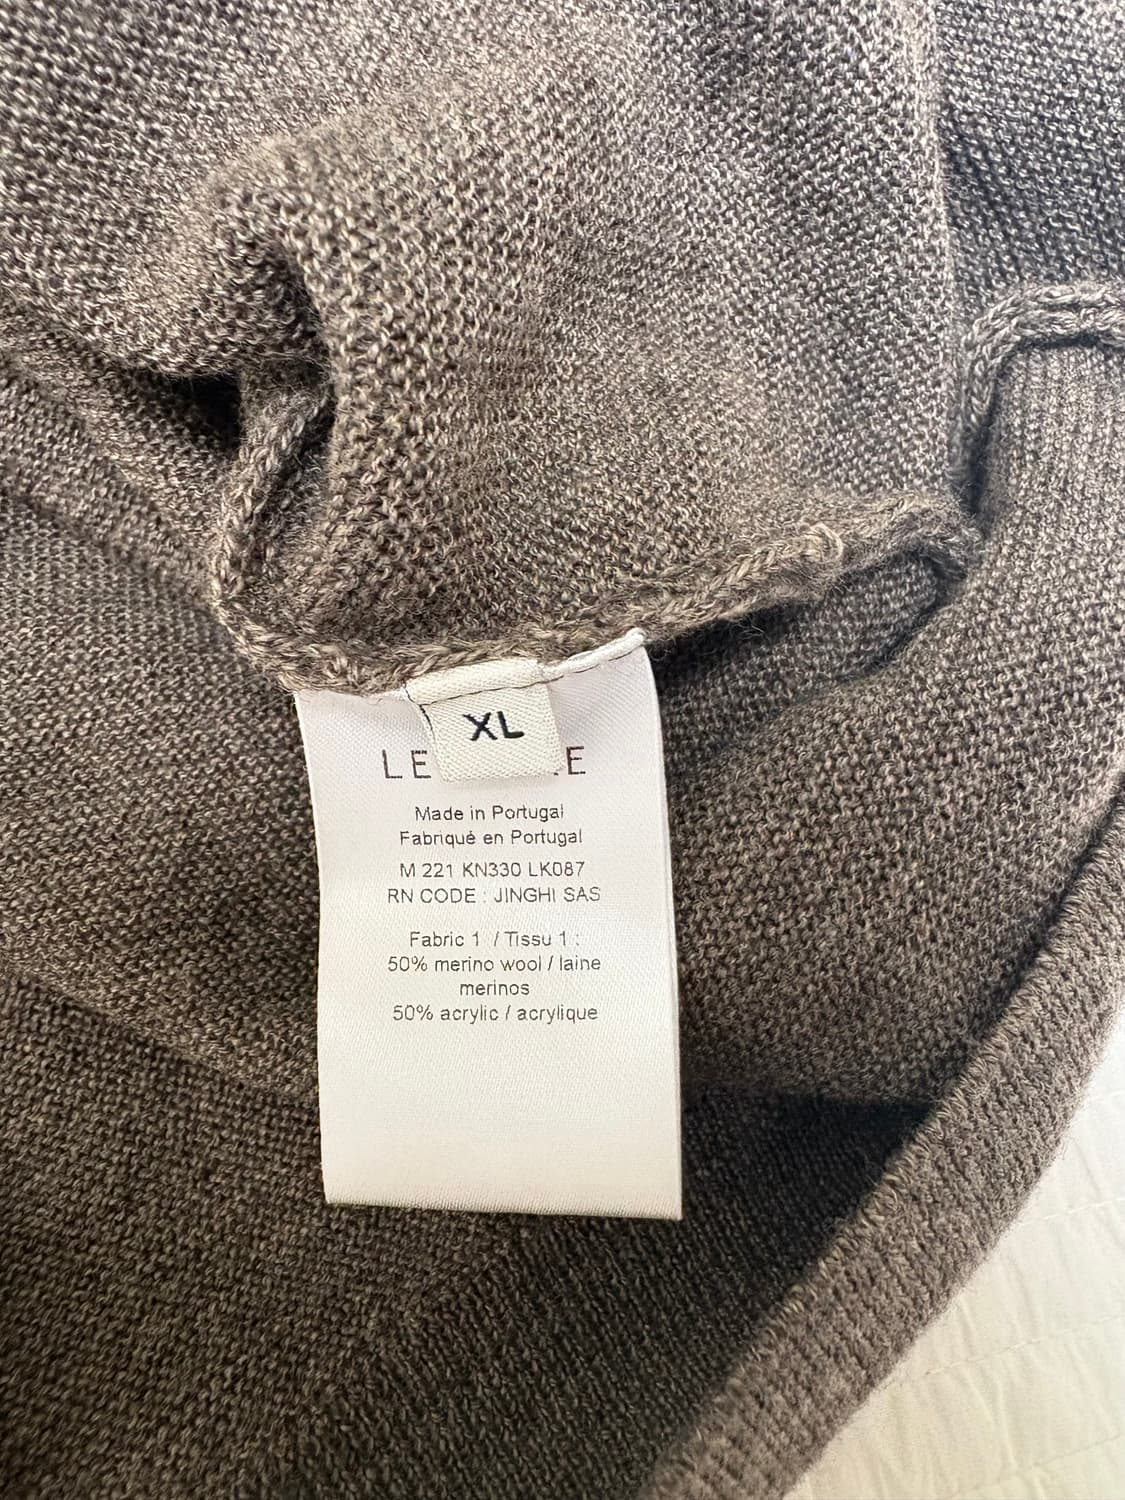 XL
LE E
Made in Portugal
Fabriqué en Portugal
M 221 KN330 LK087
RN CODE : JINGHI SAS
Fabric 1 / Tissu 1 :
50% merino wool / laine
merinos
50% acrylic / acrylique